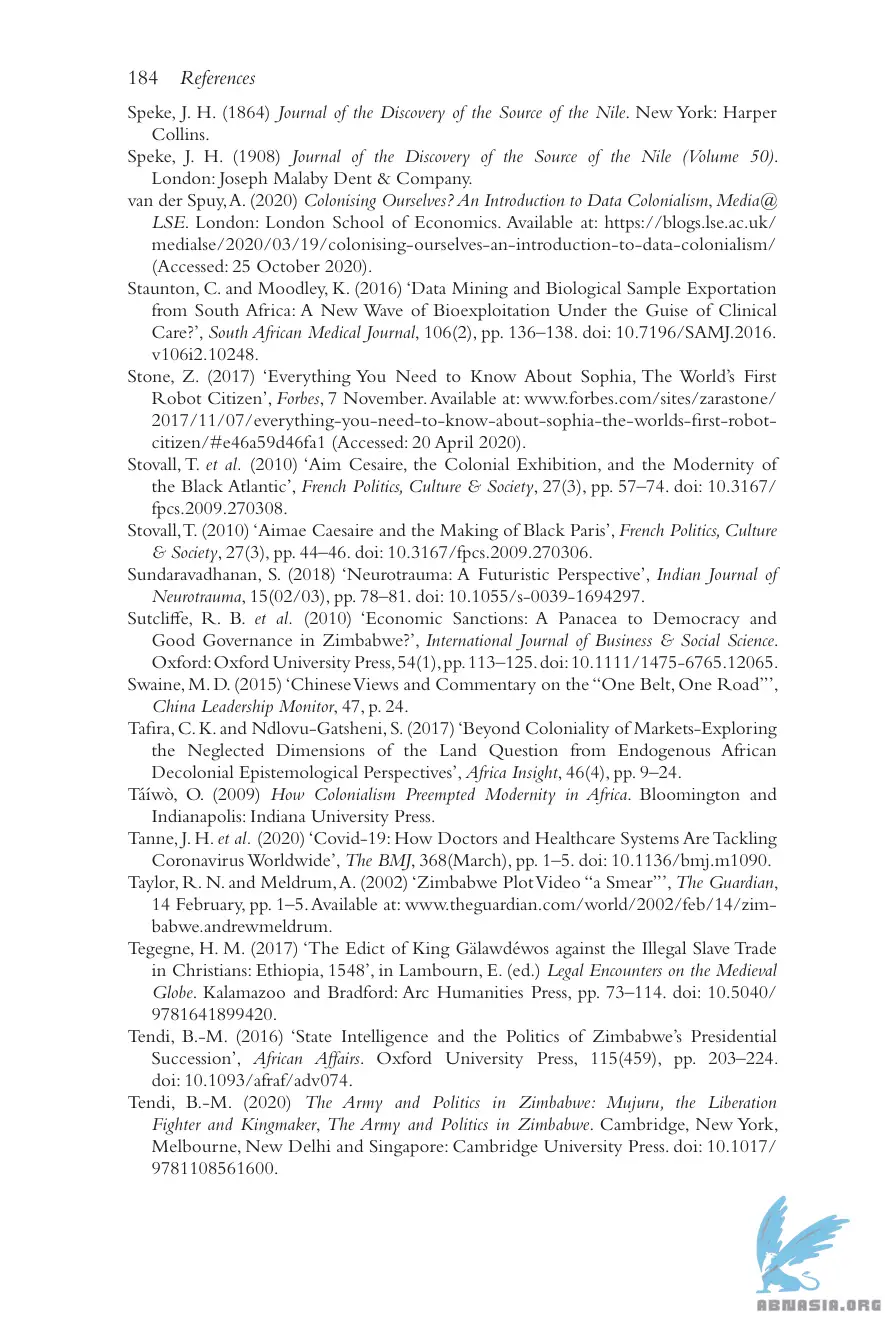 184 References
Speke, J. H. (1864) Journal of the Discovery of the Source of the Nile. New York: Harper
Collins.
Speke, J. H. (1908) Journal of the Discovery of the Source of the Nile (Volume 50).
London: Joseph Malaby Dent & Company.
van der Spuy, A. (2020) Colonising Ourselves? An Introduction to Data Colonialism, Media@
LSE. London: London School of Economics. Available at: https://blogs.lse.ac.uk/
medialse/2020/03/19/colonising-ourselves-an-introduction-to-data-colonialism/
(Accessed: 25 October 2020).
Staunton, C. and Moodley, K. (2016) ‘Data Mining and Biological Sample Exportation
from South Africa: A New Wave of Bioexploitation Under the Guise of Clinical
Care?’, South African Medical Journal, 106(2), pp. 136–138. doi: 10.7196/SAMJ.2016.
v106i2.10248.
Stone, Z. (2017) ‘Everything You Need to Know About Sophia, The World’s First
Robot Citizen’, Forbes, 7 November. Available at: www.forbes.com/sites/zarastone/
2017/11/07/everything-you-need-to-know-about-sophia-the-worlds-first-robot-
citizen/#e46a59d46fa1 (Accessed: 20 April 2020).
Stovall, T. et al. (2010) ‘Aim Cesaire, the Colonial Exhibition, and the Modernity of
the Black Atlantic’, French Politics, Culture & Society, 27(3), pp. 57–74. doi: 10.3167/
fpcs.2009.270308.
Stovall, T. (2010) ‘Aimae Caesaire and the Making of Black Paris’, French Politics, Culture
& Society, 27(3), pp. 44–46. doi: 10.3167/fpcs.2009.270306.
Sundaravadhanan, S. (2018) ‘Neurotrauma: A Futuristic Perspective’, Indian Journal of
Neurotrauma, 15(02/03), pp. 78–81. doi: 10.1055/s-0039-1694297.
Sutcliffe, R. B. et al. (2010) ‘Economic Sanctions: A Panacea to Democracy and
Good Governance in Zimbabwe?’, International Journal of Business & Social Science.
Oxford: Oxford University Press, 54(1), pp. 113–125. doi: 10.1111/1475-6765.12065.
Swaine, M. D. (2015) ‘Chinese Views and Commentary on the “One Belt, One Road”’,
China Leadership Monitor, 47, p. 24.
Tafira, C. K. and Ndlovu-Gatsheni, S. (2017) ‘Beyond Coloniality of Markets-Exploring
the Neglected Dimensions of the Land Question from Endogenous African
Decolonial Epistemological Perspectives’, Africa Insight, 46(4), pp. 9–24.
Táíwò, O. (2009) How Colonialism Preempted Modernity in Africa. Bloomington and
Indianapolis: Indiana University Press.
Tanne, J. H. et al. (2020) ‘Covid-19: How Doctors and Healthcare Systems Are Tackling
Coronavirus Worldwide’, The BMJ, 368(March), pp. 1–5. doi: 10.1136/bmj.m1090.
Taylor, R. N. and Meldrum, A. (2002) ‘Zimbabwe Plot Video “a Smear”’, The Guardian,
14 February, pp. 1–5. Available at: www.theguardian.com/world/2002/feb/14/zim-
babwe.andrewmeldrum.
Tegegne, H. M. (2017) ‘The Edict of King Gälawdéwos against the Illegal Slave Trade
in Christians: Ethiopia, 1548’, in Lambourn, E. (ed.) Legal Encounters on the Medieval
Globe. Kalamazoo and Bradford: Arc Humanities Press, pp. 73–114. doi: 10.5040/
9781641899420.
Tendi, B.-M. (2016) ‘State Intelligence and the Politics of Zimbabwe’s Presidential
Succession’, African Affairs. Oxford University Press, 115(459), pp. 203–224.
doi: 10.1093/afraf/adv074.
Tendi, B.-M. (2020) The Army and Politics in Zimbabwe: Mujuru, the Liberation
Fighter and Kingmaker, The Army and Politics in Zimbabwe. Cambridge, New York,
Melbourne, New Delhi and Singapore: Cambridge University Press. doi: 10.1017/
9781108561600.
ABNASIA.ORG